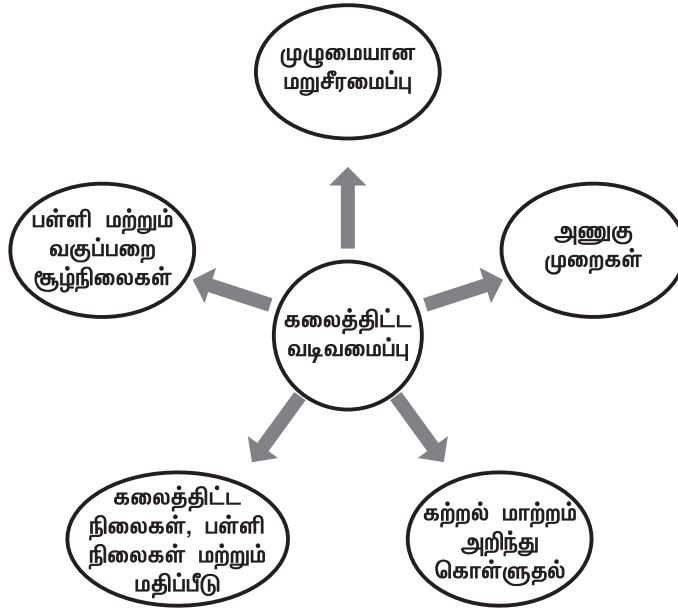 முழுமையான
மறுசீரமைப்பு
பள்ளி மற்றும்
வகுப்பறை
சூழ்நிலைகள்
அணுகு
முறைகள்
கலைத்திட்ட
வடிவமைப்பு
கலைத்திட்ட
நிலைகள், பள்ளி
நிலைகள் மற்றும்
மதிப்பீடு
கற்றல் மாற்றம்
அறிந்து
கொள்ளுதல்